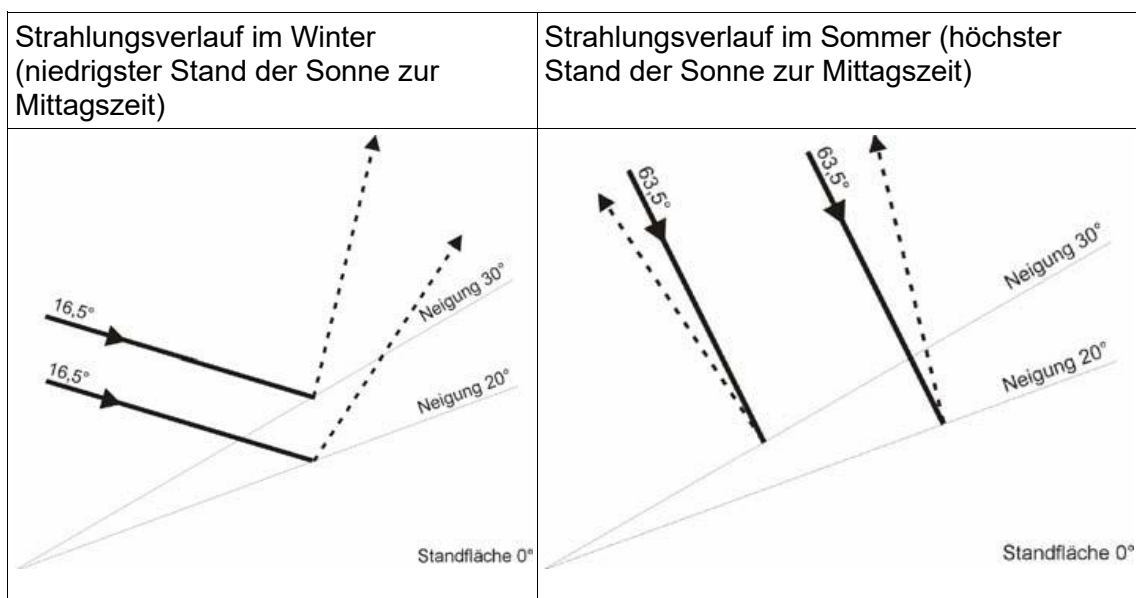 Strahlungsverlauf im Winter
(niedrigster Stand der Sonne zur
Mittagszeit)
Strahlungsverlauf im Sommer (höchster
Stand der Sonne zur Mittagszeit)
16,5°
16,5°
Neigung 30°
Neigung 20°
Standfläche 0°
63,5°
63,5°
Neigung 30°
Neigung 20°
Standfläche 0°